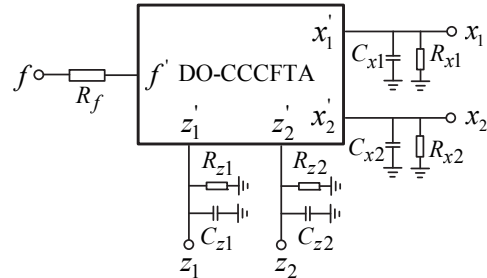 x'1
x1
Cx1
Rx1
f
Rf
f' DO-CCCFTA
z'1
z'2
x'2
x2
Cx2
Rx2
Rz1
Rz2
Cz1
Cz2
z1
z2